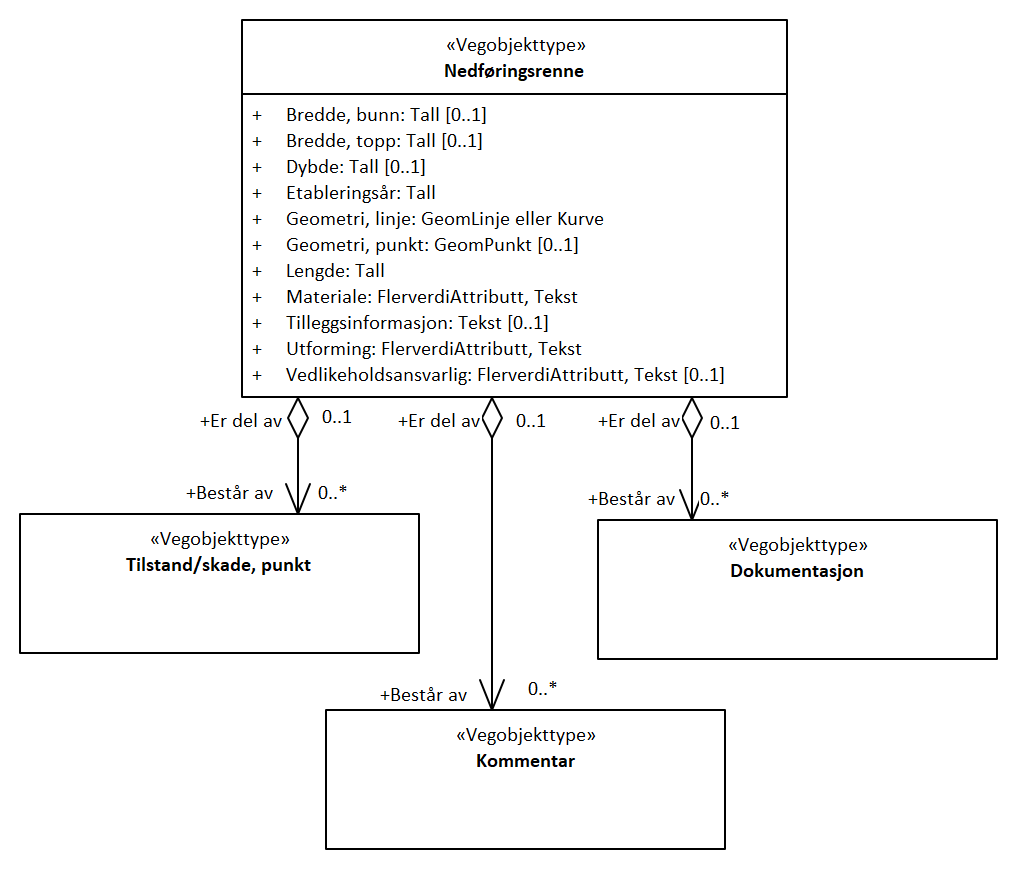 «Vegobjekttype»
Nedføringsrenne
+ Bredde, bunn: Tall [0..1]
+ Bredde, topp: Tall [0..1]
+ Dybde: Tall [0..1]
+ Etableringsår: Tall
+ Geometri, linje: GeomLinje eller Kurve
+ Geometri, punkt: GeomPunkt [0..1]
+ Lengde: Tall
+ Materiale: FlerverdiAttributt, Tekst
+ Tilleggsinformasjon: Tekst [0..1]
+ Utforming: FlerverdiAttributt, Tekst
+ Vedlikeholdsansvarlig: FlerverdiAttributt, Tekst [0..1]
+Er del av 0..1
+Er del av 0..1
+Er del av 0..1
+Består av 0..*
+Består av 0..*
«Vegobjekttype»
Tilstand/skade, punkt
«Vegobjekttype»
Dokumentasjon
+Består av 0..*
«Vegobjekttype»
Kommentar